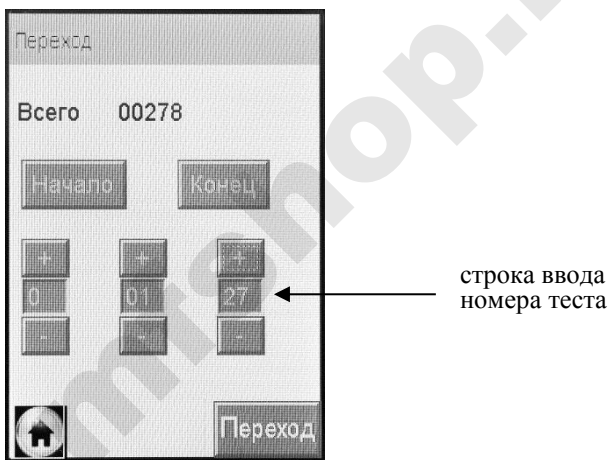 Переход
Всего 00278
Начало Конец
+ + +
0 01 27
- - -
Переход
строка ввода
номера теста